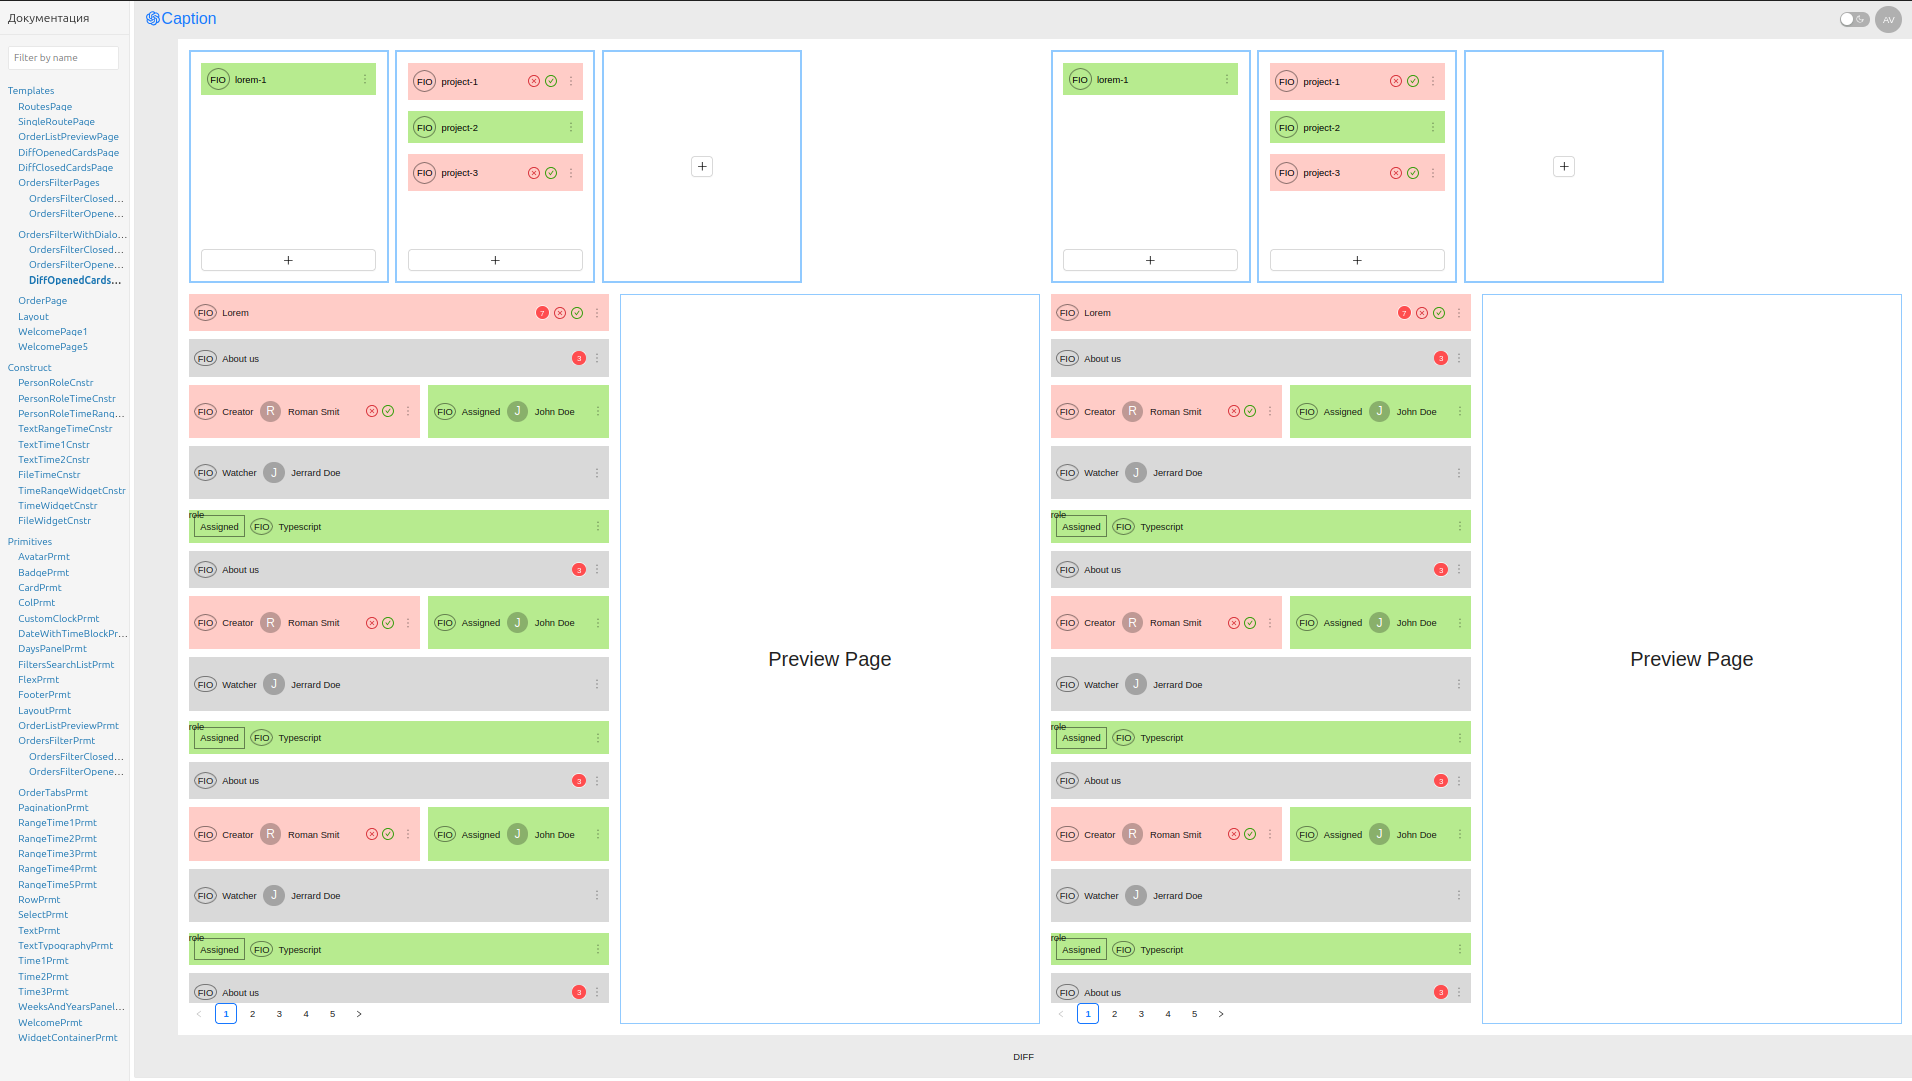 Документация
Filter by name
Templates
RoutesPage
SingleRoutePage
OrderListPreviewPage
DiffOpenedCardsPage
DiffClosedCardsPage
OrdersFilterPages
OrdersFilterClosed...
OrdersFilterOpene...
OrdersFilterWithDialo...
OrdersFilterClosed...
OrdersFilterOpene...
DiffOpenedCards...
OrderPage
Layout
WelcomePage1
WelcomePage5
Construct
PersonRoleCnstr
PersonRoleTimeCnstr
PersonRoleTimeRang...
TextRangeTimeCnstr
TextTime1Cnstr
TextTime2Cnstr
FileTimeCnstr
TimeRangeWidgetCnstr
TimeWidgetCnstr
FileWidgetCnstr
Primitives
AvatarPrmt
BadgePrmt
CardPrmt
ColPrmt
CustomClockPrmt
DateWithTimeBlockPr...
DaysPanelPrmt
FiltersSearchListPrmt
FlexPrmt
FooterPrmt
LayoutPrmt
OrderListPreviewPrmt
OrdersFilterPrmt
OrdersFilterClosed...
OrdersFilterOpene...
OrderTabsPrmt
PaginationPrmt
RangeTime1Prmt
RangeTime2Prmt
RangeTime3Prmt
RangeTime4Prmt
RangeTime5Prmt
RowPrmt
SelectPrmt
TextPrmt
TextTypographyPrmt
Time1Prmt
Time2Prmt
Time3Prmt
WeeksAndYearsPanel...
WelcomePrmt
WidgetContainerPrmt
Caption
AV
FIO lorem-1
+
FIO project-1
FIO project-2
FIO project-3
+
+
FIO Lorem 7
FIO About us 3
FIO Creator R Roman Smit FIO Assigned J John Doe
FIO Watcher J Jerrard Doe
role
Assigned FIO Typescript
FIO About us 3
FIO Creator R Roman Smit FIO Assigned J John Doe
FIO Watcher J Jerrard Doe
role
Assigned FIO Typescript
FIO About us 3
FIO Creator R Roman Smit FIO Assigned J John Doe
FIO Watcher J Jerrard Doe
role
Assigned FIO Typescript
FIO About us 3
< 1 2 3 4 5 >
Preview Page
FIO lorem-1
+
FIO project-1
FIO project-2
FIO project-3
+
+
FIO Lorem 7
FIO About us 3
FIO Creator R Roman Smit FIO Assigned J John Doe
FIO Watcher J Jerrard Doe
role
Assigned FIO Typescript
FIO About us 3
FIO Creator R Roman Smit FIO Assigned J John Doe
FIO Watcher J Jerrard Doe
role
Assigned FIO Typescript
FIO About us 3
FIO Creator R Roman Smit FIO Assigned J John Doe
FIO Watcher J Jerrard Doe
role
Assigned FIO Typescript
FIO About us 3
< 1 2 3 4 5 >
Preview Page
DIFF